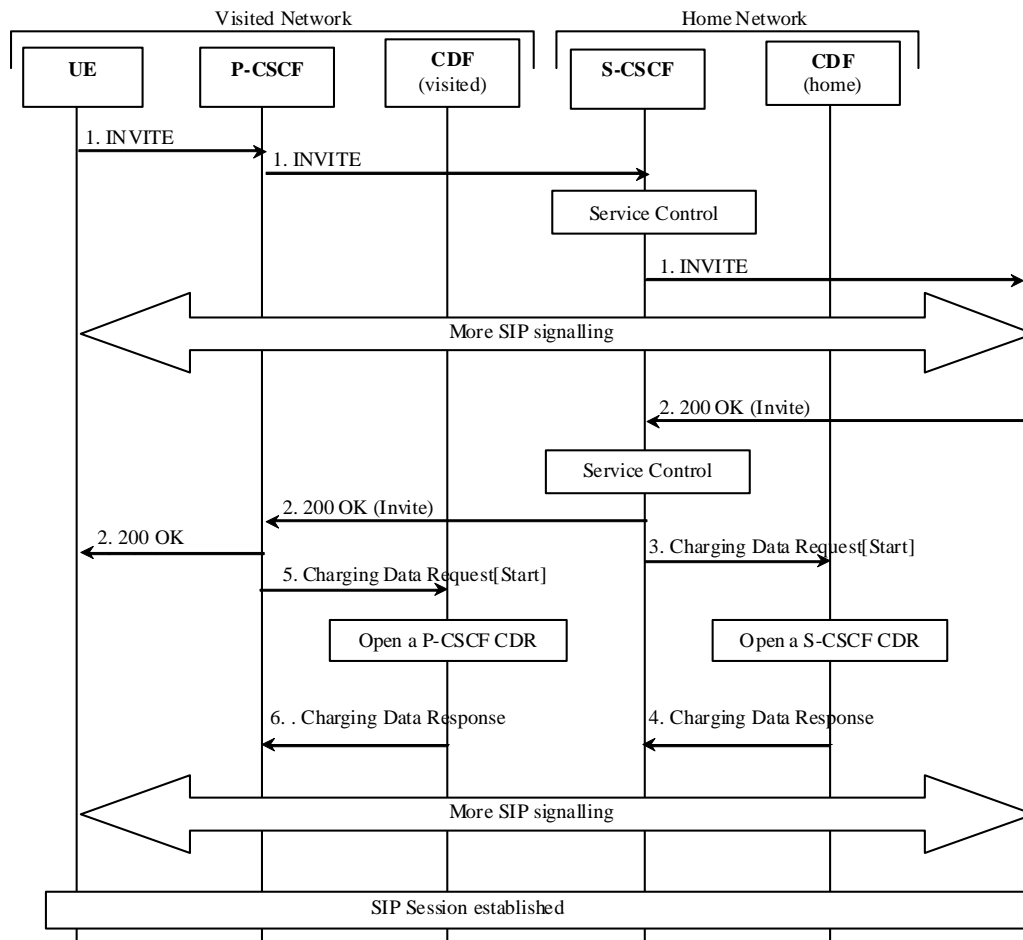 Visited Network
Home Network
UE
P-CSCF
CDF
(visited)
S-CSCF
CDF
(home)
1. INVITE
1. INVITE
Service Control
1. INVITE
More SIP signalling
2. 200 OK (Invite)
Service Control
2. 200 OK (Invite)
2. 200 OK
3. Charging Data Request[Start]
5. Charging Data Request[Start]
Open a P-CSCF CDR
Open a S-CSCF CDR
6. . Charging Data Response
4. Charging Data Response
More SIP signalling
SIP Session established